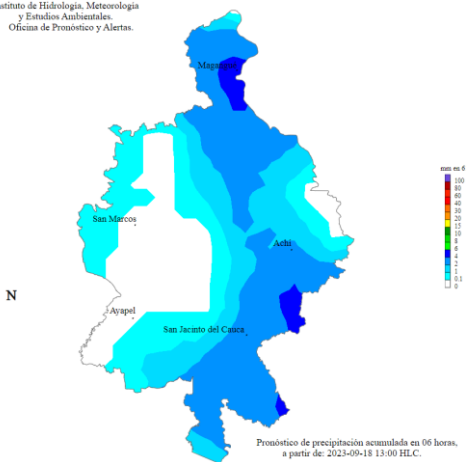 stituto de Hidrología, Meteorología
y Estudios Ambientales.
Oficina de Pronóstico y Alertas.
Magangué
San Marcos
Achí
N
Ayapel
San Jacinto del Cauca
mm en 6
100
80
60
40
30
20
15
10
8
6
4
2
1
0.1
0
Pronóstico de precipitación acumulada en 06 horas,
a partir de: 2023-09-18 13:00 HLC.